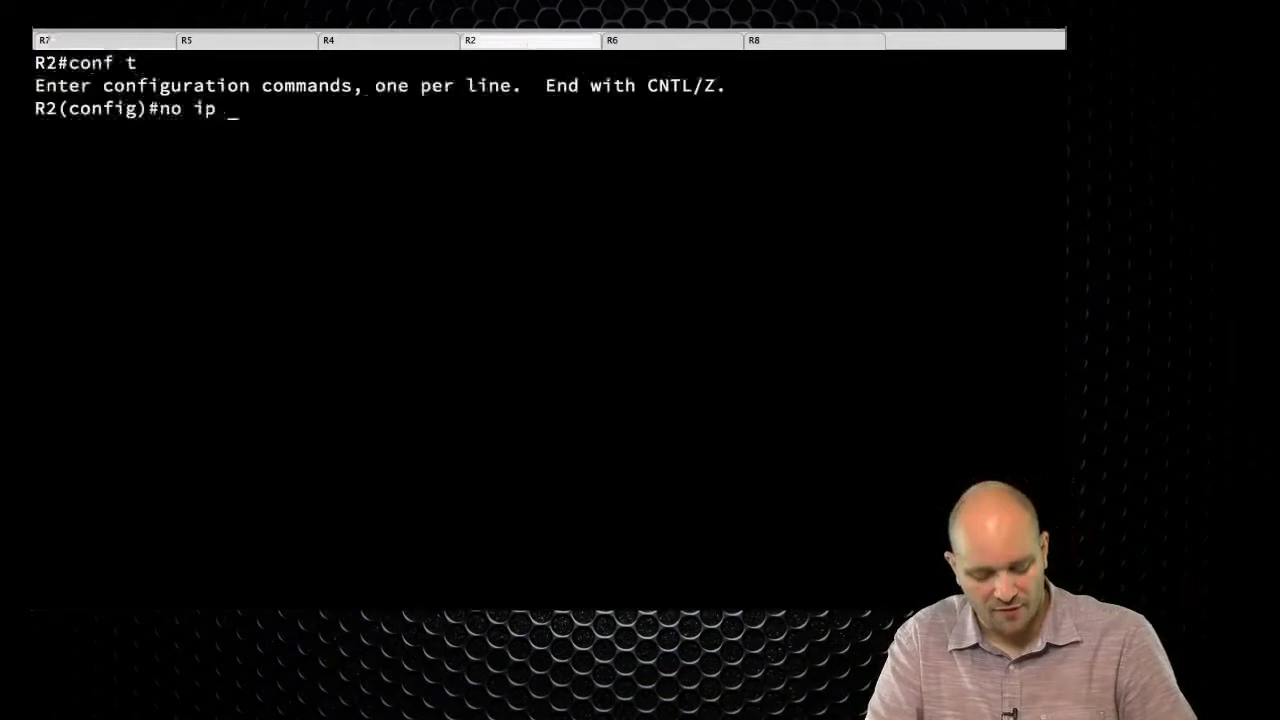 R7 R5 R4 R2 R6 R8
R2#conf t
Enter configuration commands, one per line.  End with CNTL/Z.
R2(config)#no ip _